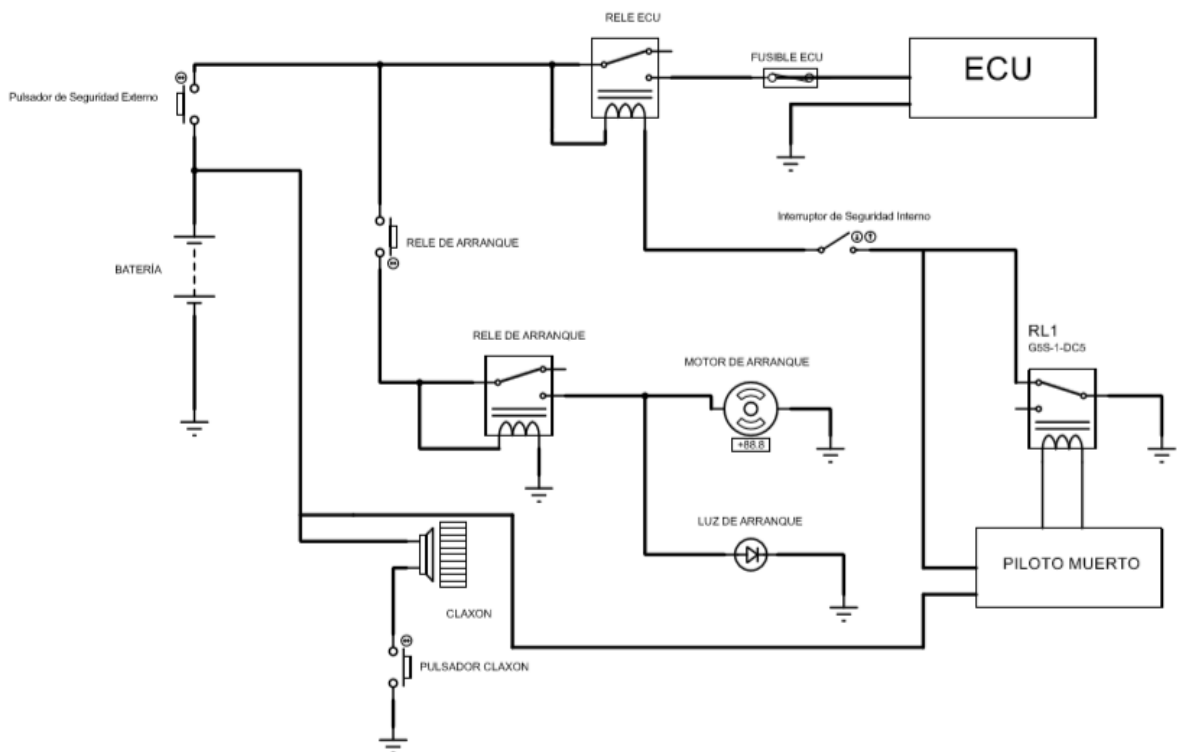 RELE ECU
FUSIBLE ECU
ECU
Pulsador de Seguridad Externo
Interruptor de Seguridad Interno
RELE DE ARRANQUE
BATERÍA
RL1
G5S-1-DC5
RELE DE ARRANQUE
MOTOR DE ARRANQUE
+88.8
LUZ DE ARRANQUE
PILOTO MUERTO
CLAXON
PULSADOR CLAXON